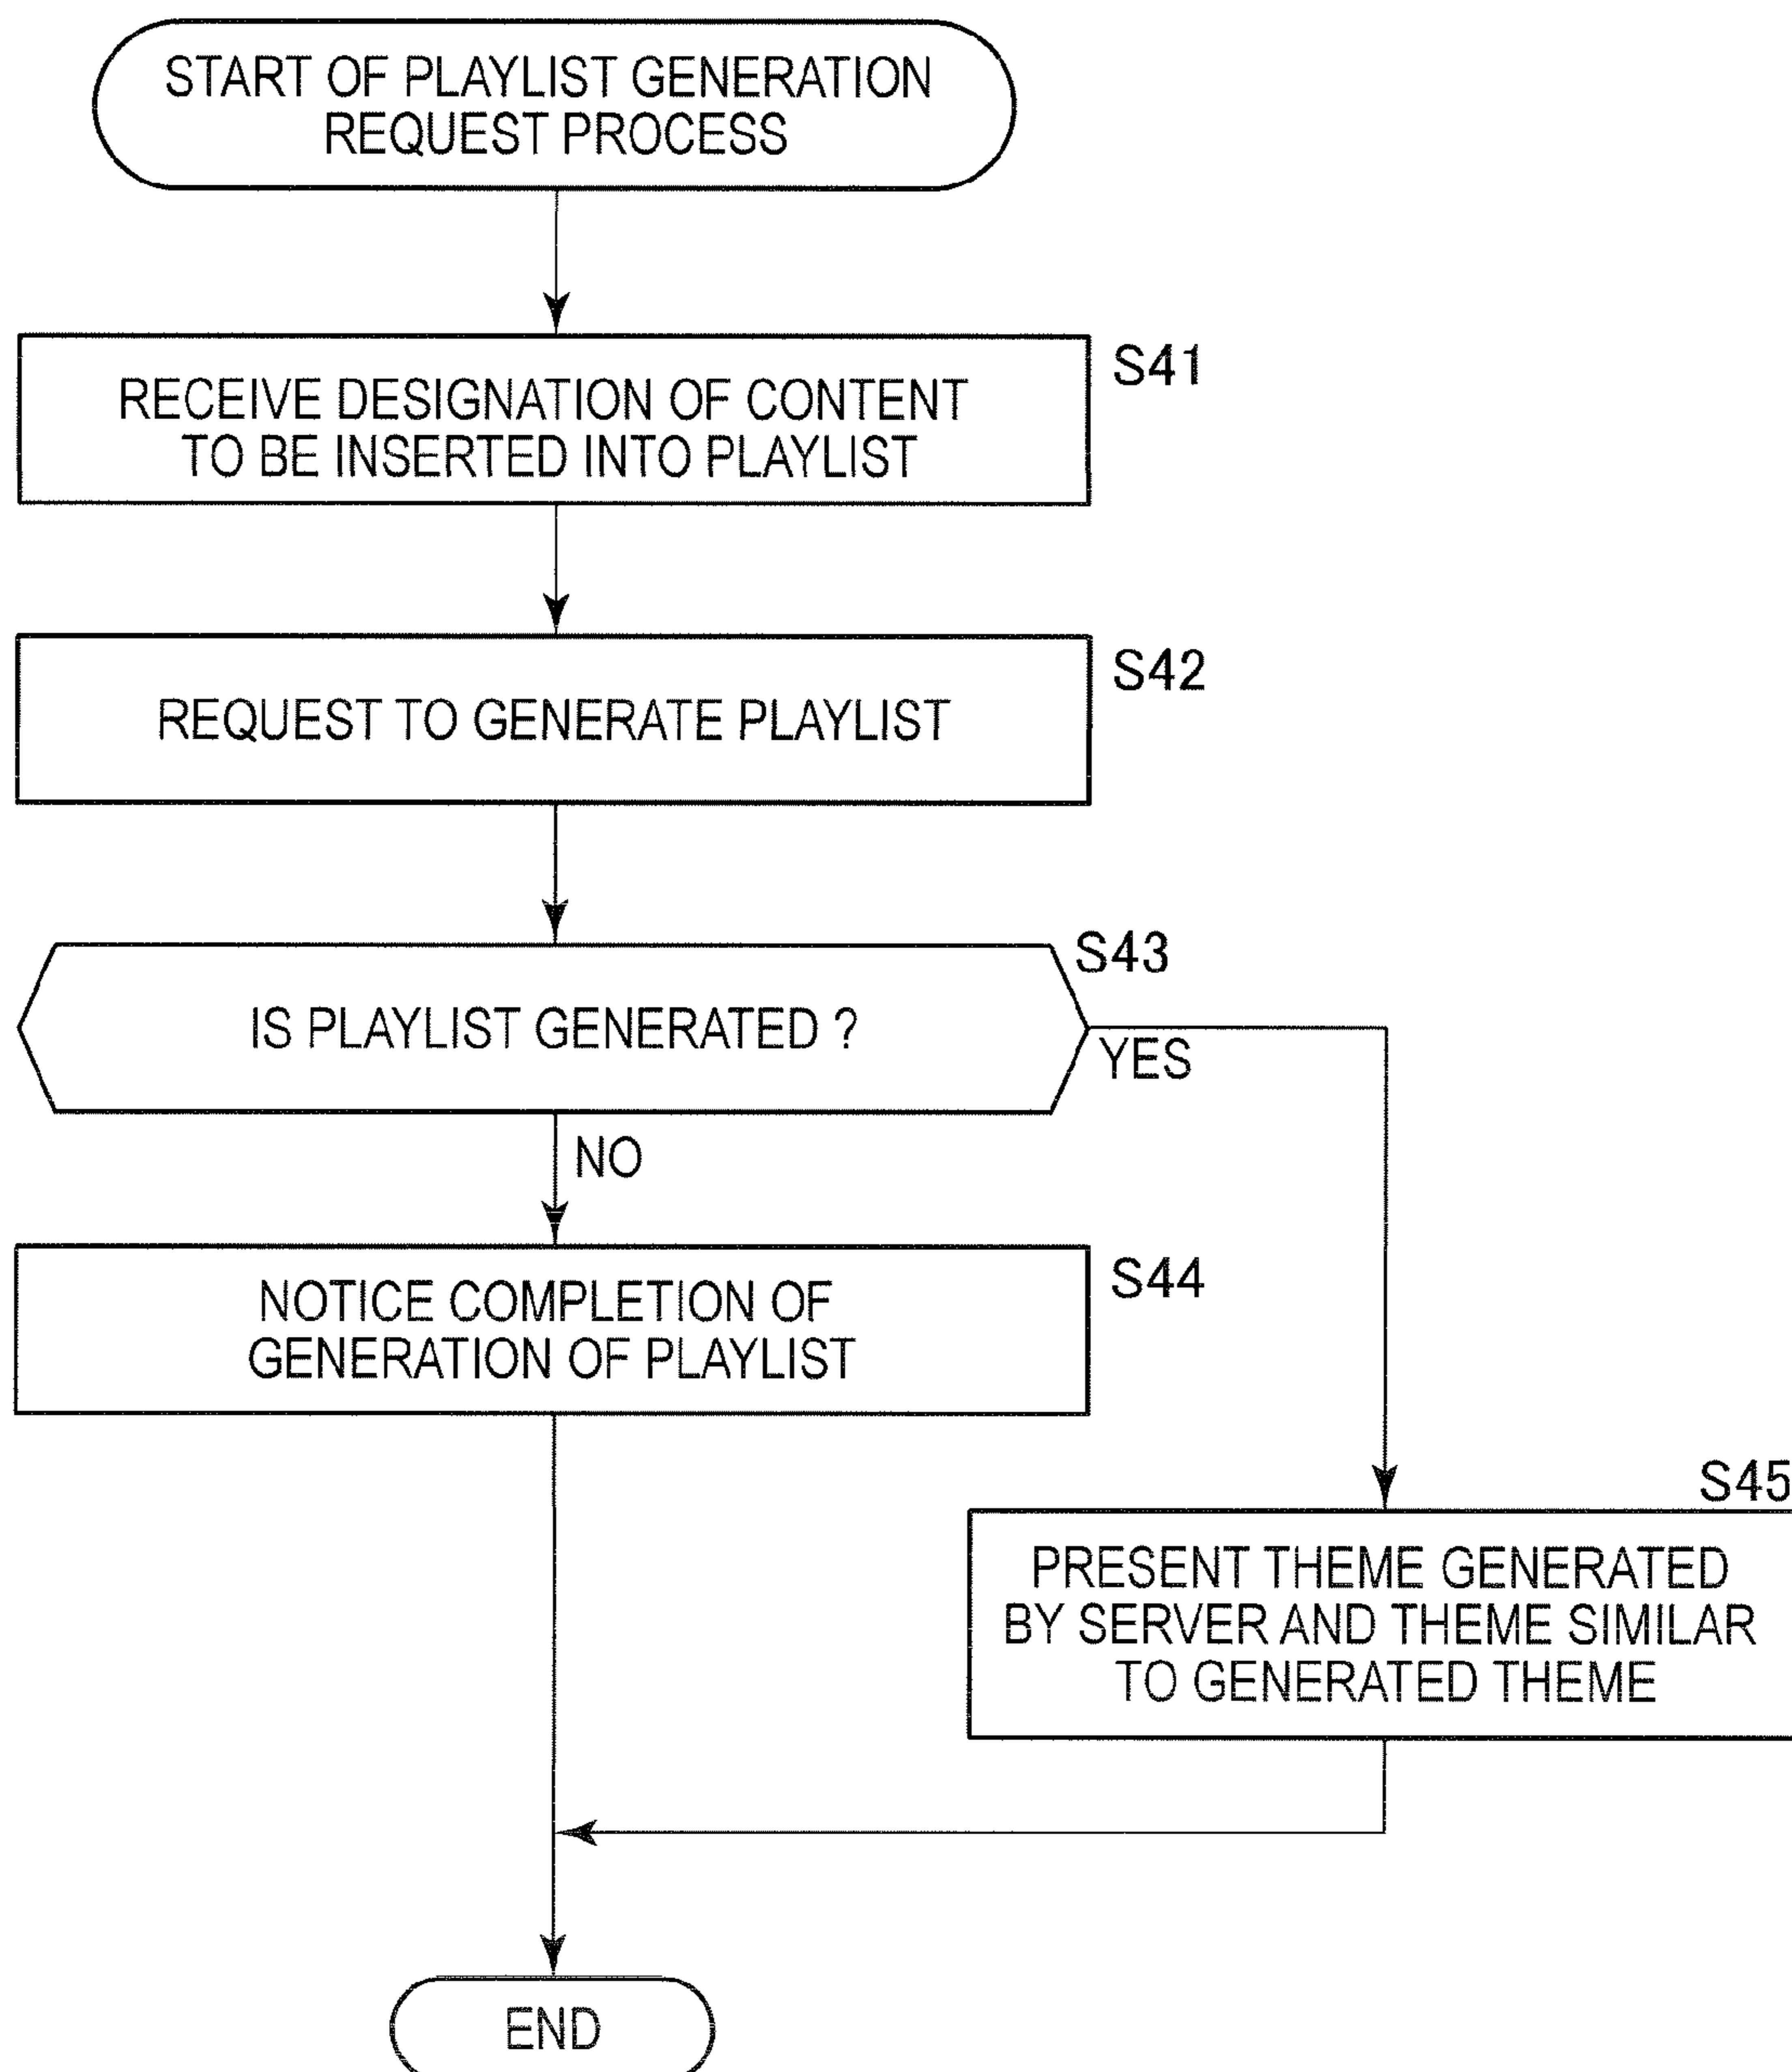 START OF PLAYLIST GENERATION
REQUEST PROCESS
S41
RECEIVE DESIGNATION OF CONTENT
TO BE INSERTED INTO PLAYLIST
S42
REQUEST TO GENERATE PLAYLIST
S43
IS PLAYLIST GENERATED ?
YES
NO
S44
NOTICE COMPLETION OF
GENERATION OF PLAYLIST
S45
PRESENT THEME GENERATED
BY SERVER AND THEME SIMILAR
TO GENERATED THEME
END